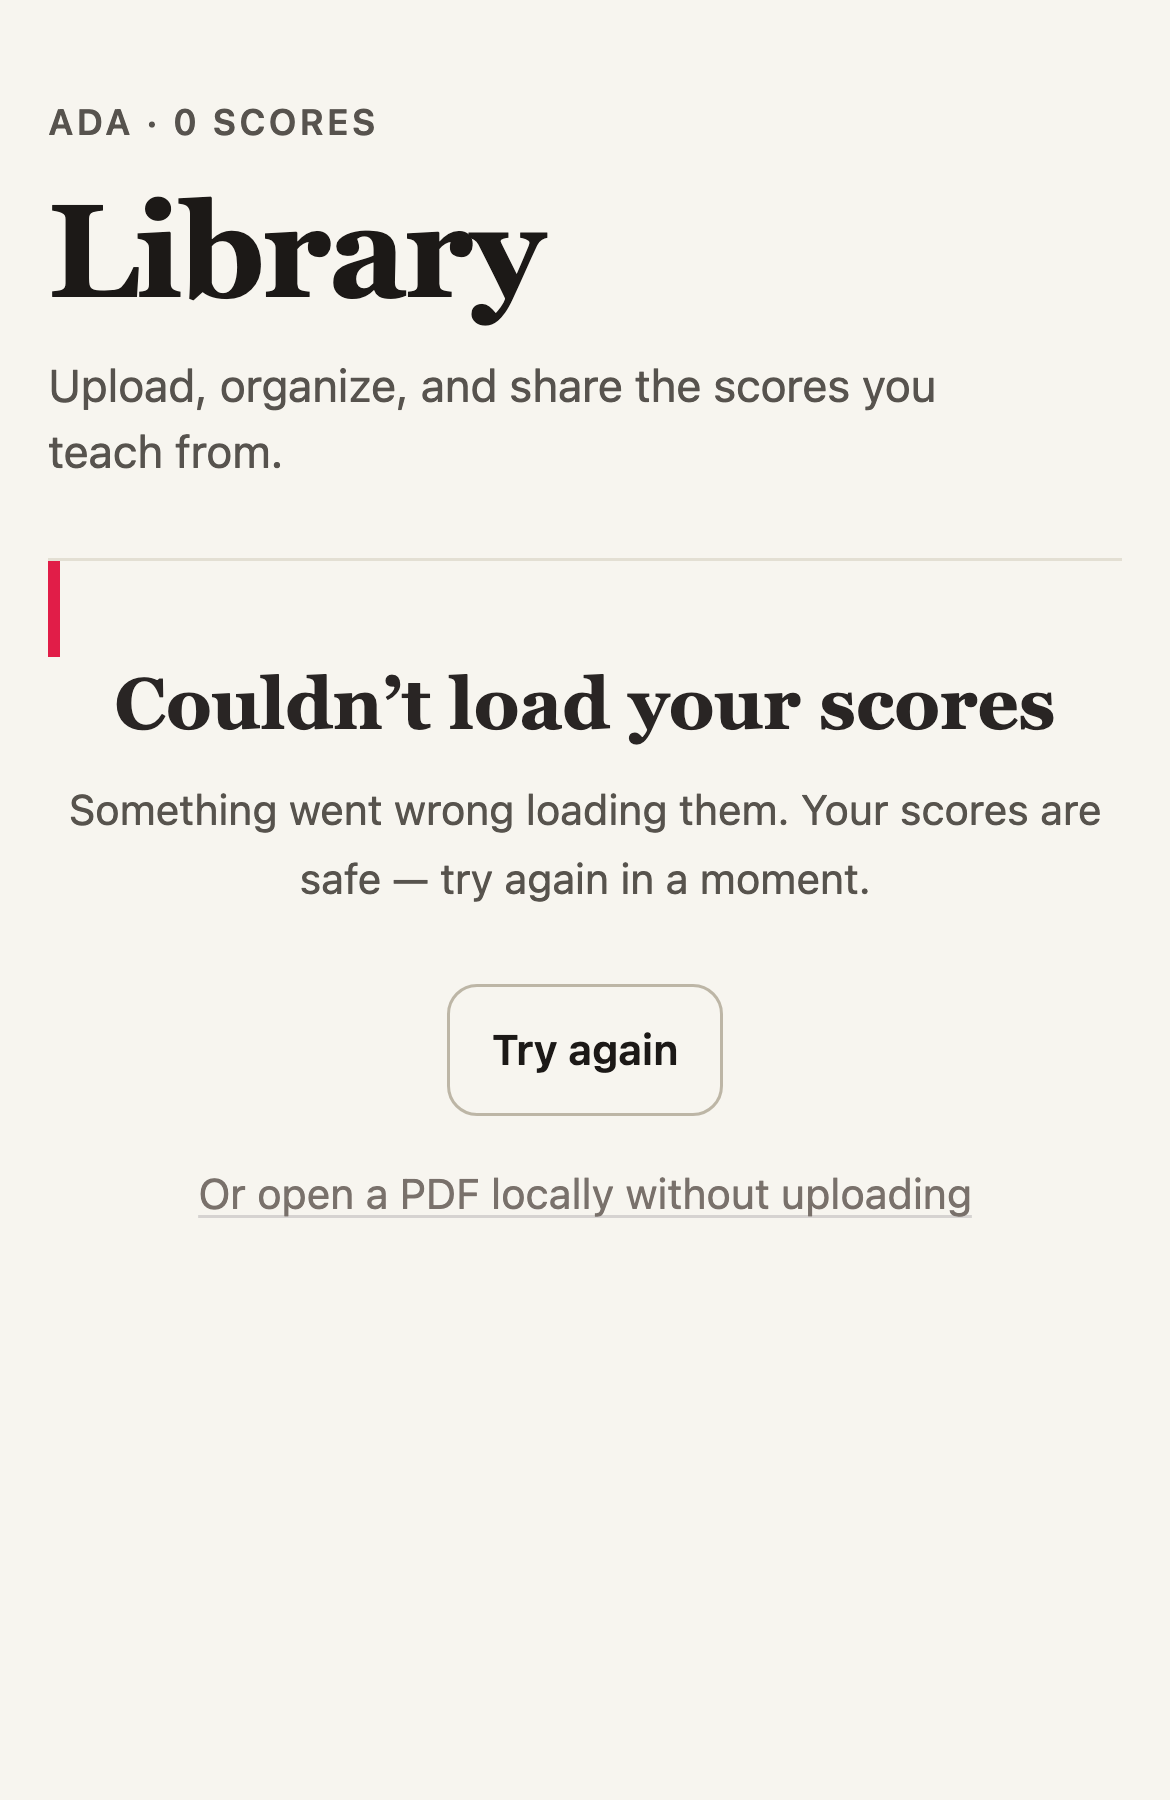 ADA · 0 SCORES
Library
Upload, organize, and share the scores you
teach from.
Couldn’t load your scores
Something went wrong loading them. Your scores are
safe — try again in a moment.
Try again
Or open a PDF locally without uploading